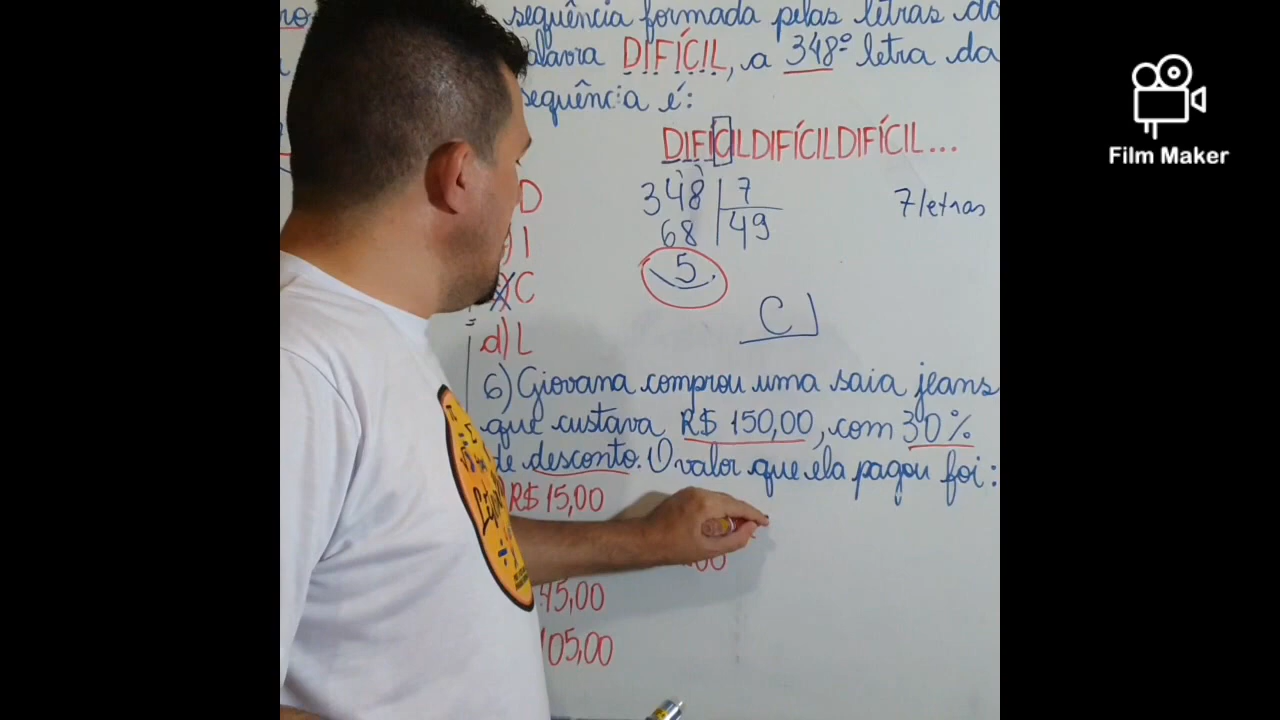 sequência formada pelas letras da
DIFÍCIL, a 348º letra da
sequência é:
DIFÍCILDIFÍCILDIFÍCIL...
348 7
68 49
5
7 letras
D
) I
) C
d) L
C
6) Giovana comprou uma saia jeans
que custava R$ 150,00, com 30%
de desconto. O valor que ela pagou foi:
R$ 15,00
45,00
105,00
Film Maker